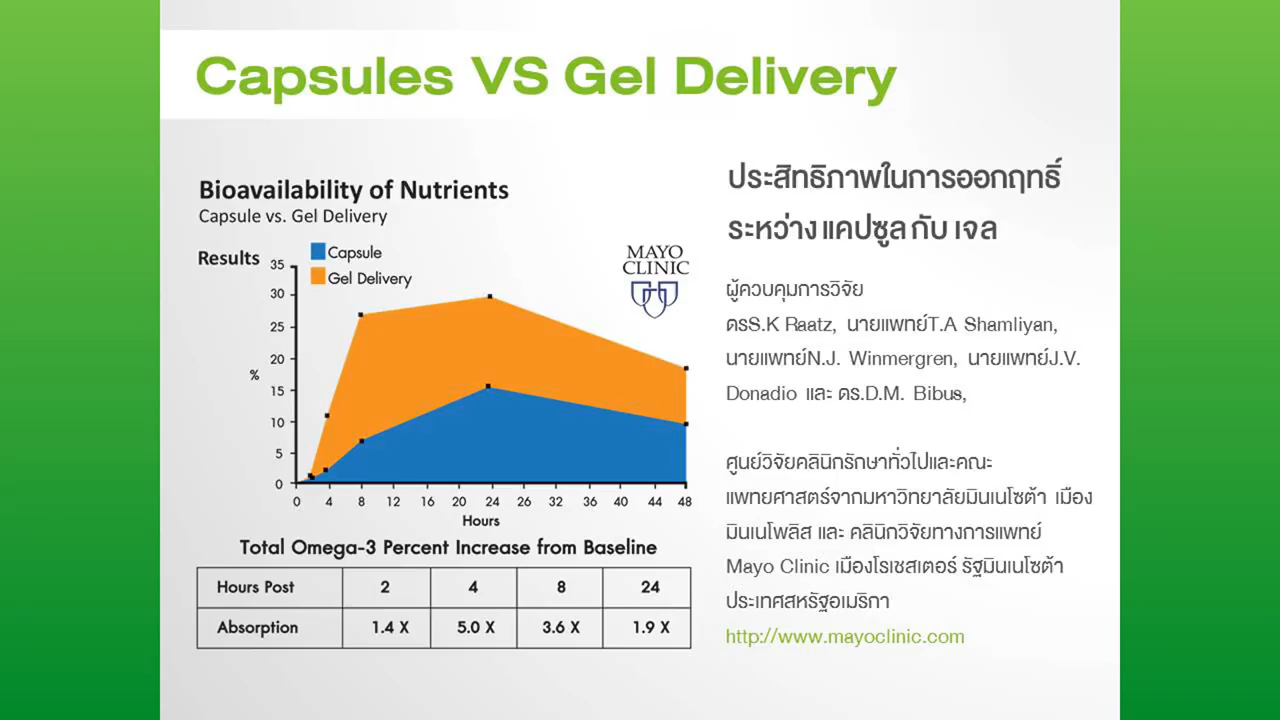 Capsules VS Gel Delivery
Bioavailability of Nutrients
Capsule vs. Gel Delivery
Results
Capsule
Gel Delivery
35
30
25
20
15
10
5
0
%
0 4 8 12 16 20 24 26 32 36 40 44 48
Hours
MAYO
CLINIC
Total Omega-3 Percent Increase from Baseline
Hours Post 2 4 8 24
Absorption 1.4 X 5.0 X 3.6 X 1.9 X
ประสิทธิภาพในการออกฤทธิ์
ระหว่าง แคปซูล กับ เจล
ผู้ควบคุมการวิจัย
ดรS.K Raatz, นายแพทย์T.A Shamliyan,
นายแพทย์N.J. Winmergren, นายแพทย์J.V.
Donadio และ ดร.D.M. Bibus,
ศูนย์วิจัยคลินิกรักษาทั่วไปและคณะ
แพทยศาสตร์จากมหาวิทยาลัยมินเนโซต้า เมือง
มินเนโพลิส และ คลินิกวิจัยทางการแพทย์
Mayo Clinic เมืองโรเชสเตอร์ รัฐมินเนโซต้า
ประเทศสหรัฐอเมริกา
http://www.mayoclinic.com